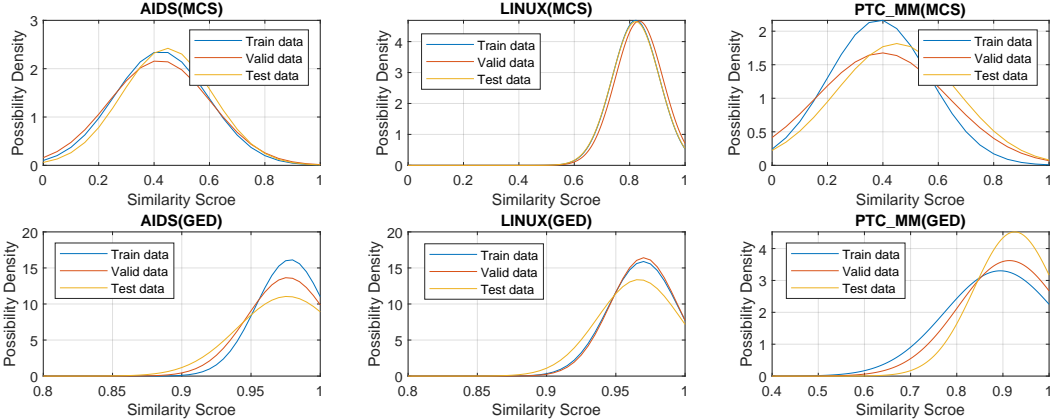 AIDS(MCS)
3
2
1
0
0 0.2 0.4 0.6 0.8 1
Possibility Density
Similarity Scroe
Train data
Valid data
Test data
LINUX(MCS)
4
3
2
1
0
0 0.2 0.4 0.6 0.8 1
Possibility Density
Similarity Scroe
Train data
Valid data
Test data
PTC_MM(MCS)
2
1.5
1
0.5
0
0 0.2 0.4 0.6 0.8 1
Possibility Density
Similarity Scroe
Train data
Valid data
Test data
AIDS(GED)
20
15
10
5
0
0.8 0.85 0.9 0.95 1
Possibility Density
Similarity Scroe
Train data
Valid data
Test data
LINUX(GED)
20
15
10
5
0
0.8 0.85 0.9 0.95 1
Possibility Density
Similarity Scroe
Train data
Valid data
Test data
PTC_MM(GED)
4
3
2
1
0
0.4 0.5 0.6 0.7 0.8 0.9 1
Possibility Density
Similarity Scroe
Train data
Valid data
Test data